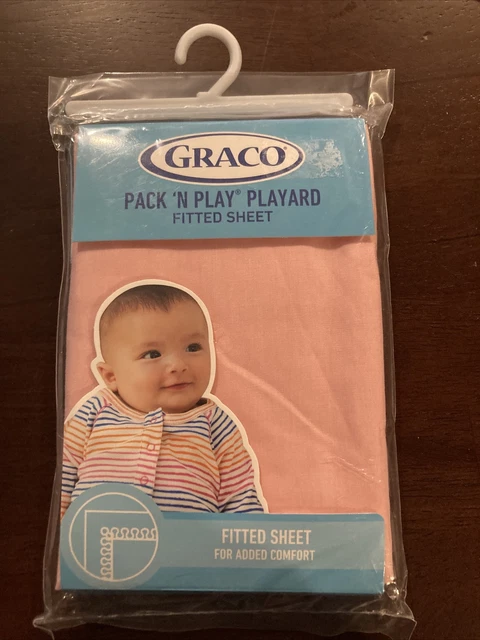 GRACO®
PACK 'N PLAY® PLAYARD
FITTED SHEET
FITTED SHEET
FOR ADDED COMFORT